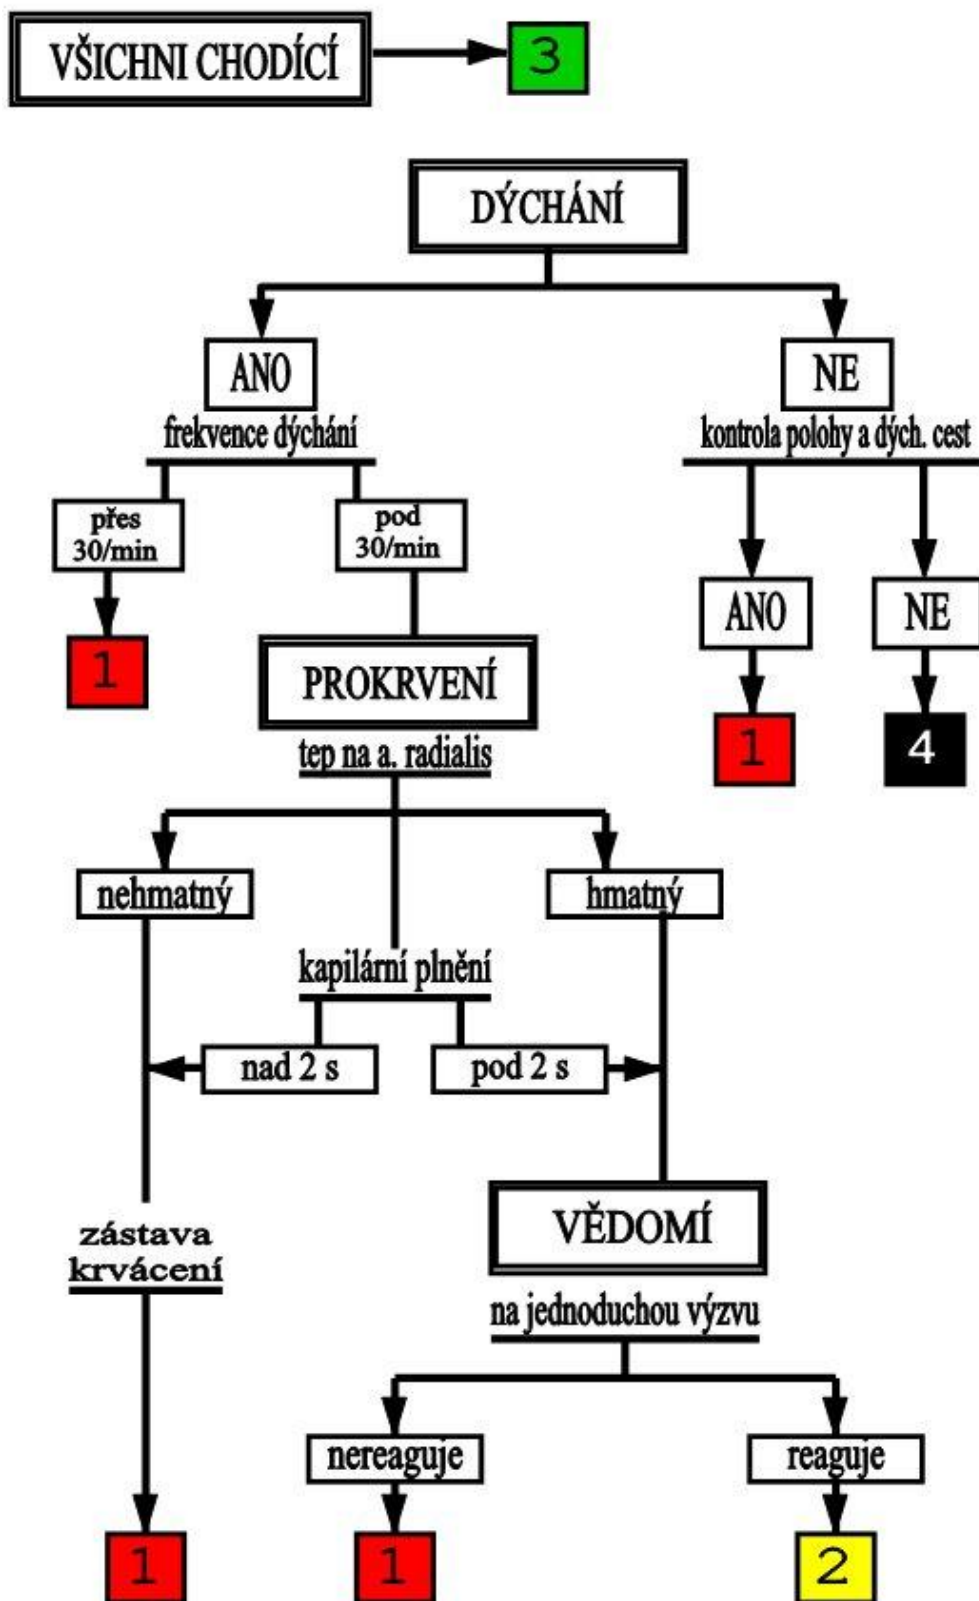 VŠICHNI CHODÍCÍ
3
DÝCHÁNÍ
ANO
NE
frekvence dýchání
kontrola polohy a dých. cest
přes
30/min
pod
30/min
ANO
NE
1
PROKRVENÍ
1
4
tep na a. radialis
nehmatný
hmatný
kapilární plnění
nad 2 s
pod 2 s
zástava
krvácení
VĚDOMÍ
na jednoduchou výzvu
nereaguje
reaguje
1
1
2